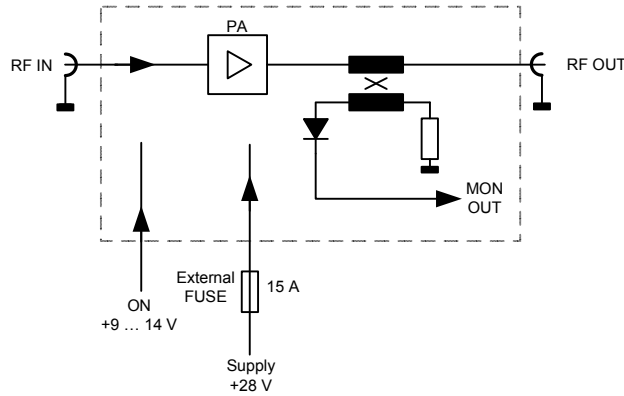 PA
RF IN
RF OUT
MON
OUT
External
FUSE
15 A
ON
+9 … 14 V
Supply
+28 V